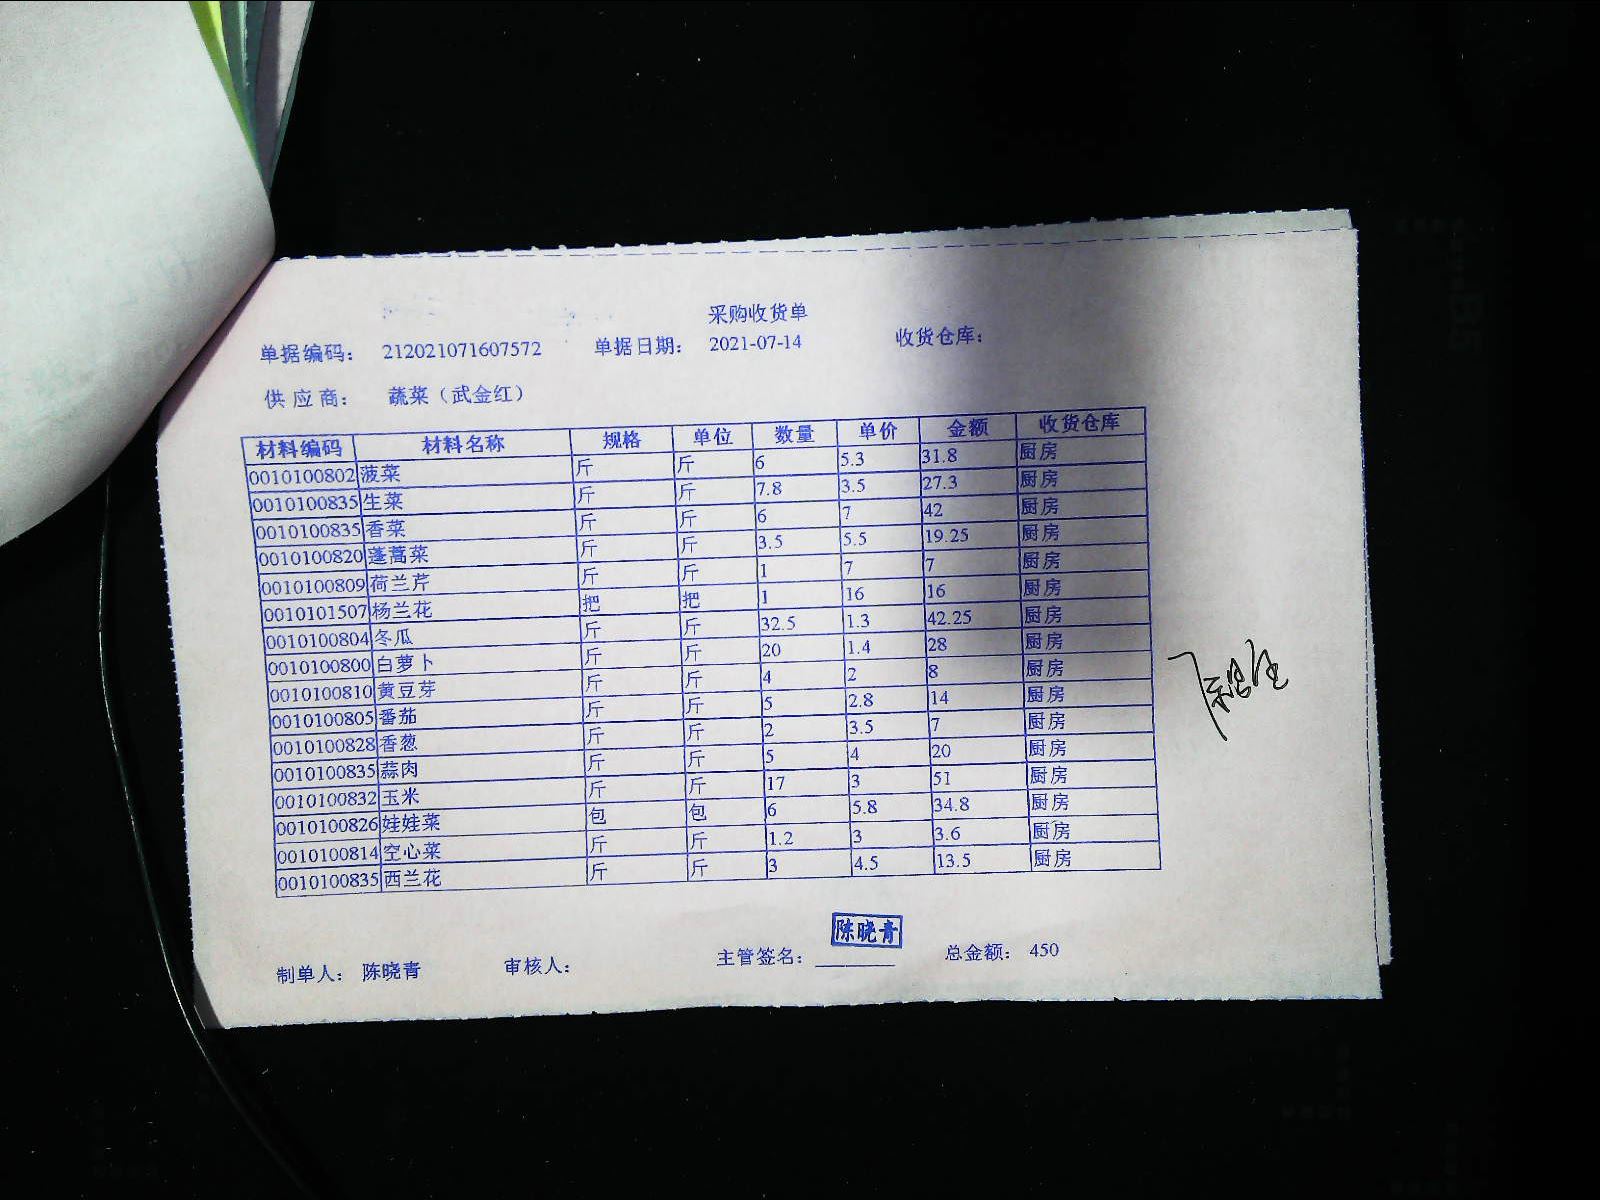 采购收货单
单据编码： 212021071607572 单据日期： 2021-07-14 收货仓库：
供应商： 蔬菜（武金红）
材料编码 材料名称 规格 单位 数量 单价 金额 收货仓库
0010100802 菠菜 斤 斤 6 5.3 31.8 厨房
0010100835 生菜 斤 斤 7.8 3.5 27.3 厨房
0010100835 香菜 斤 斤 6 7 42 厨房
0010100820 蓬蒿菜 斤 斤 3.5 5.5 19.25 厨房
0010100809 荷兰芹 斤 斤 1 7 7 厨房
0010101507 杨兰花 把 把 1 16 16 厨房
0010100804 冬瓜 斤 斤 32.5 1.3 42.25 厨房
0010100800 白萝卜 斤 斤 20 1.4 28 厨房
0010100810 黄豆芽 斤 斤 4 2 8 厨房
0010100805 番茄 斤 斤 5 2.8 14 厨房
0010100828 香葱 斤 斤 2 3.5 7 厨房
0010100835 蒜肉 斤 斤 5 4 20 厨房
0010100832 玉米 斤 斤 17 3 51 厨房
0010100826 娃娃菜 包 包 6 5.8 34.8 厨房
0010100814 空心菜 斤 斤 1.2 3 3.6 厨房
0010100835 西兰花 斤 斤 3 4.5 13.5 厨房
陈晓青
制单人： 陈晓青 审核人： 主管签名： 总金额： 450